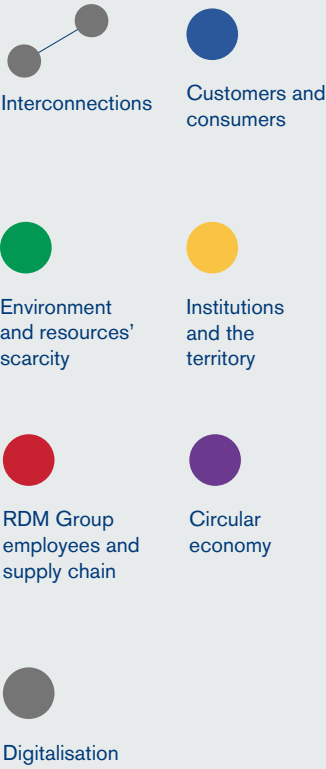 Interconnections
Customers and
consumers
Environment
and resources’
scarcity
Institutions
and the
territory
RDM Group
employees and
supply chain
Circular
economy
Digitalisation